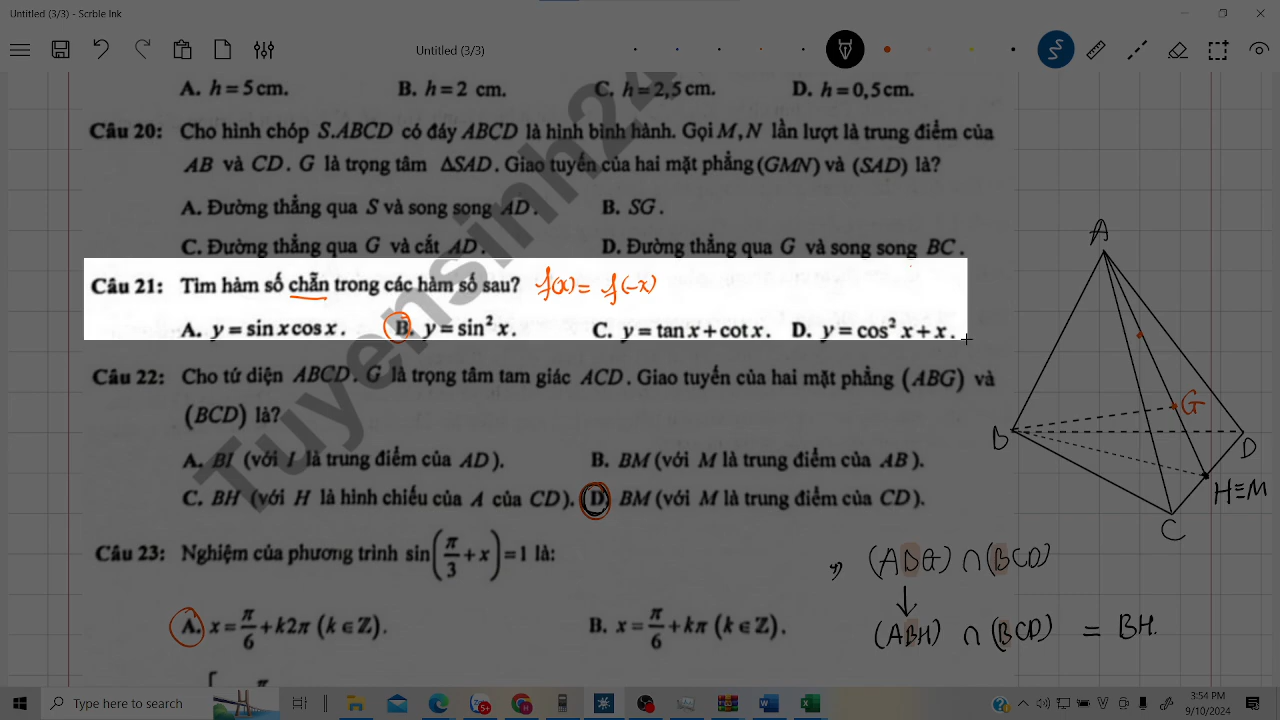 Untitled (3/3) - Scrble Ink
Untitled (3/3)
A. h = 5 cm. B. h = 2 cm. C. h = 2,5 cm. D. h = 0,5 cm.
Câu 20: Cho hình chóp S.ABCD có đáy ABCD là hình bình hành. Gọi M, N lần lượt là trung điểm của
AB và CD. G là trọng tâm ΔSAD. Giao tuyến của hai mặt phẳng (GMN) và (SAD) là?
A. Đường thẳng qua S và song song AD. B. SG.
C. Đường thẳng qua G và cắt AD. D. Đường thẳng qua G và song song BC.
Câu 21: Tìm hàm số chẵn trong các hàm số sau? f(x) = f(-x)
A. y = sin x cos x. B. y = sin² x. C. y = tan x + cot x. D. y = cos² x + x.
Câu 22: Cho tứ diện ABCD. G là trọng tâm tam giác ACD. Giao tuyến của hai mặt phẳng (ABG) và
(BCD) là?
A. BI (với I là trung điểm của AD). B. BM (với M là trung điểm của AB).
C. BH (với H là hình chiếu của A của CD). D. BM (với M là trung điểm của CD).
Câu 23: Nghiệm của phương trình sin(π/3 + x) = 1 là:
A. x = π/6 + k2π (k ∈ Z). B. x = π/6 + kπ (k ∈ Z).
π
Tuyensinh24
A
G
B
D
H≡M
C
(ABG) ∩ (BCD)
↓
(ABH) ∩ (BCD) = BH.
Type here to search
5+
3:54 PM
9/10/2024